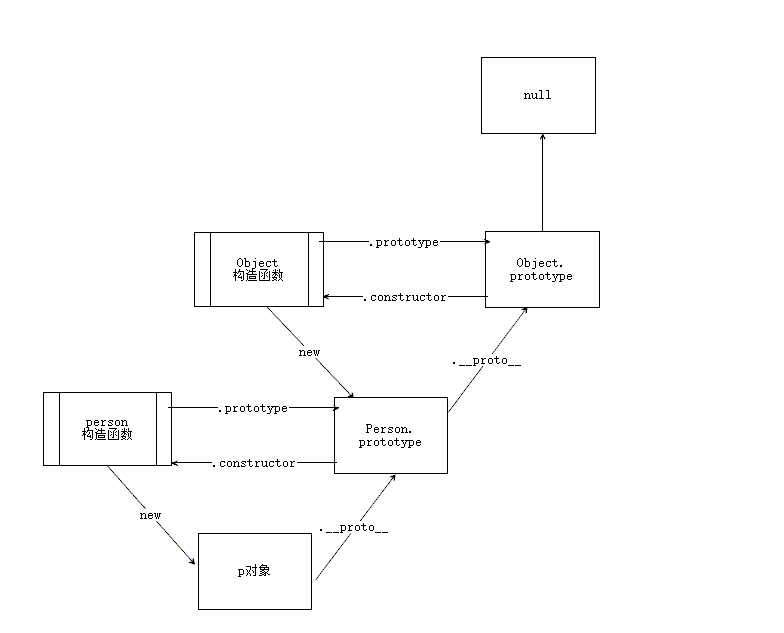 null
.prototype
Object
构造函数
Object.
prototype
.constructor
new
.__proto__
.prototype
person
构造函数
Person.
prototype
.constructor
new
.__proto__
p对象